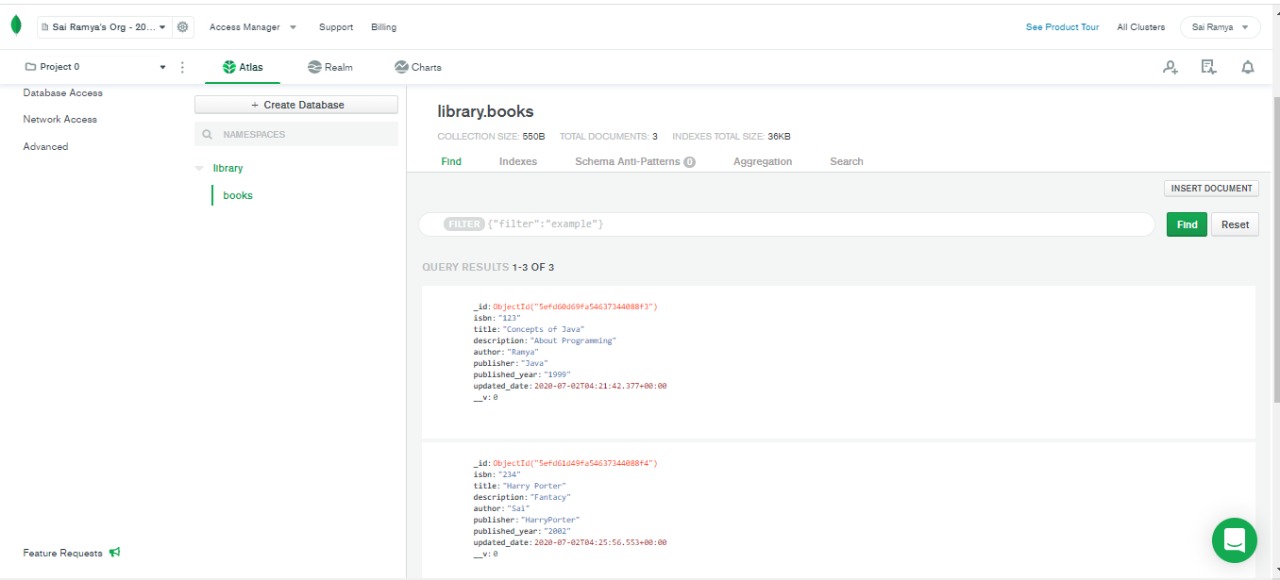 Sai Ramya's Org - 20...
Access Manager
Support
Billing
See Product Tour
All Clusters
Sai Ramya
Project 0
Atlas
Realm
Charts
Database Access
Network Access
Advanced
Feature Requests
+ Create Database
NAMESPACES
library
books
library.books
COLLECTION SIZE: 550B TOTAL DOCUMENTS: 3 INDEXES TOTAL SIZE: 36KB
Find
Indexes
Schema Anti-Patterns 0
Aggregation
Search
INSERT DOCUMENT
FILTER {"filter":"example"}
Find
Reset
QUERY RESULTS 1-3 OF 3
_id: ObjectId("5efd60d69fa54637344088f3")
isbn: "123"
title: "Concepts of Java"
description: "About Programming"
author: "Ramya"
publisher: "Java"
published_year: "1999"
updated_date: 2020-07-02T04:21:42.377+00:00
__v: 0
_id: ObjectId("5efd61d49fa54637344088f4")
isbn: "234"
title: "Harry Porter"
description: "Fantacy"
author: "Sai"
publisher: "HarryPorter"
published_year: "2002"
updated_date: 2020-07-02T04:25:56.553+00:00
__v: 0